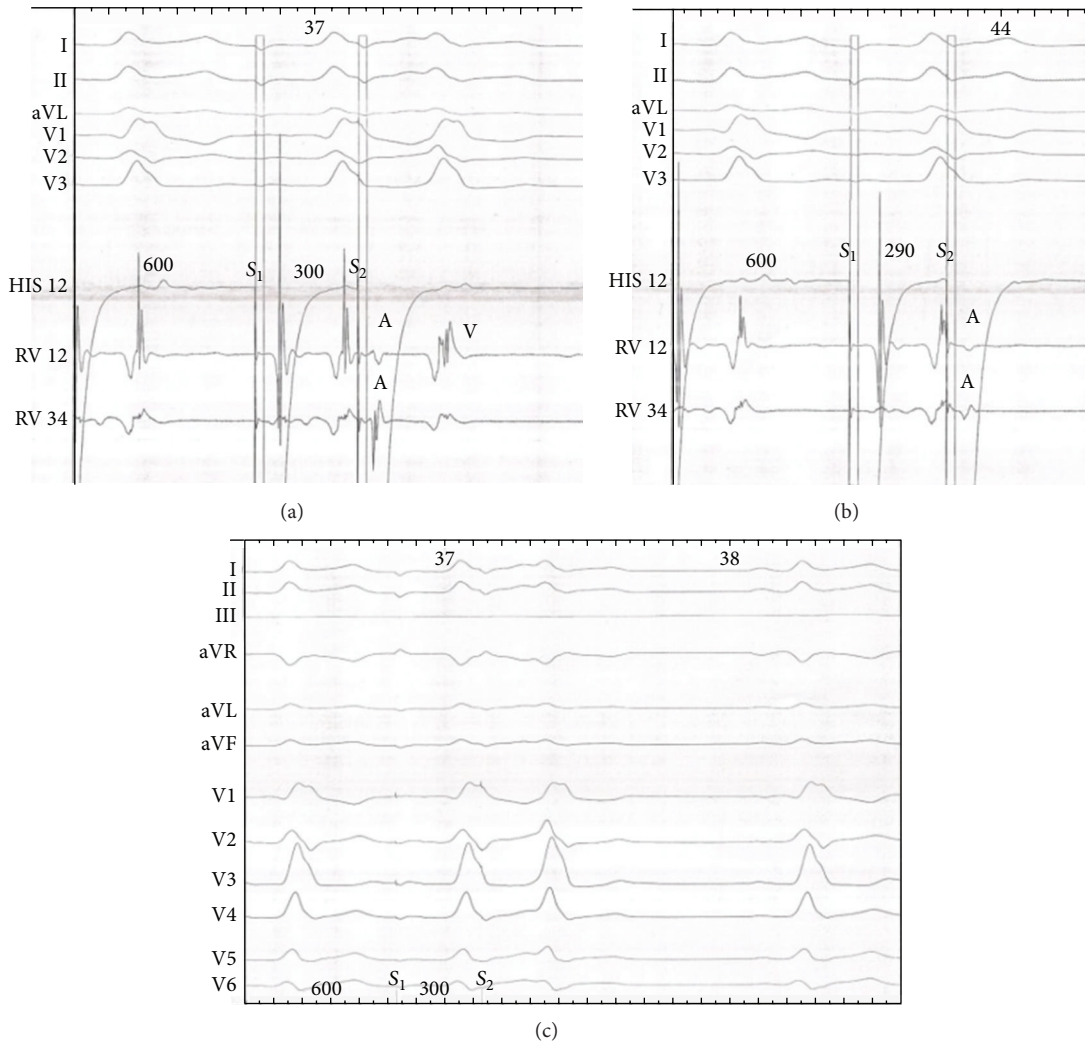 37
I
II
aVL
V1
V2
V3
600 S1 300 S2
HIS 12
A V
RV 12
A
RV 34
(a)
44
I
II
aVL
V1
V2
V3
600 S1 290 S2
HIS 12
A
RV 12
A
RV 34
(b)
37 38
I
II
III
aVR
aVL
aVF
V1
V2
V3
V4
V5
V6 600 S1 300 S2
(c)